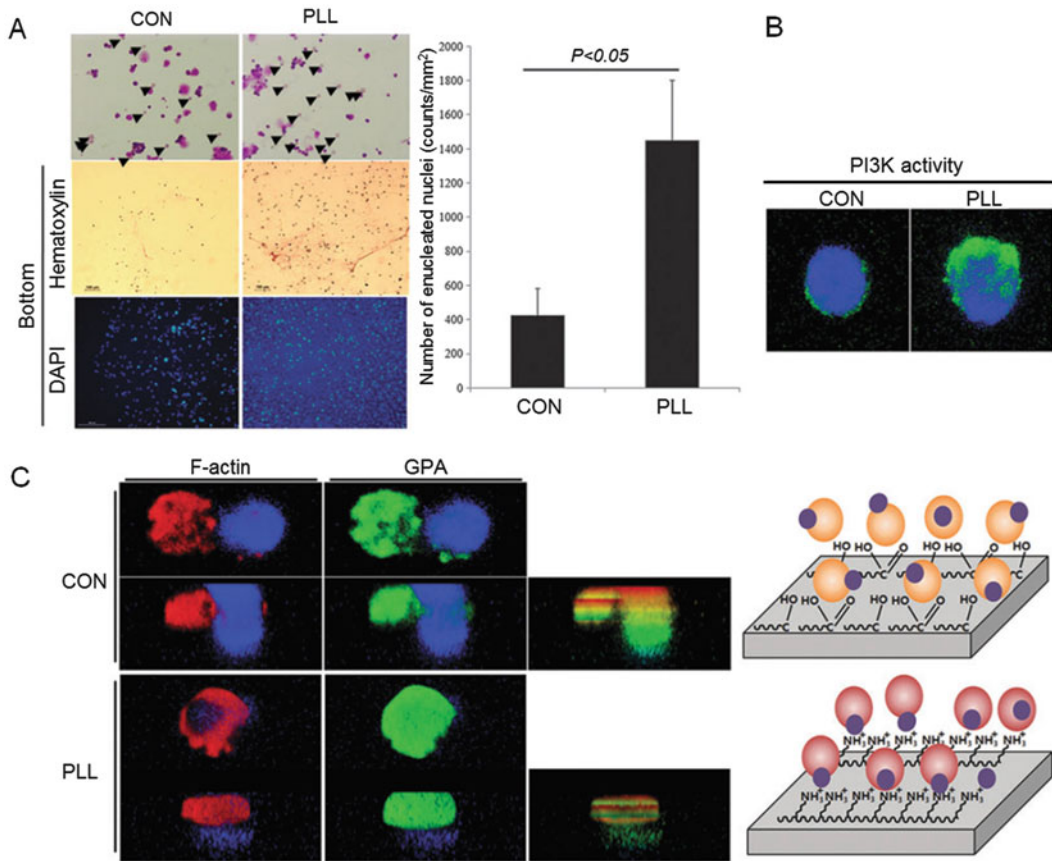 A
CON
PLL
Bottom
Hematoxylin
DAPI
Number of enucleated nuclei (counts/mm²)
2000
1800
1600
1400
1200
1000
800
600
400
200
0
P<0.05
CON
PLL
B
PI3K activity
CON
PLL
C
F-actin
GPA
CON
PLL
HO HO O HO HO O HO
C C C
HO HO O HO HO O
C C C C C
NH₃⁺ NH₃⁺ NH₃⁺ NH₃⁺ NH₃⁺ NH₃⁺ NH₃⁺
NH₃⁺ NH₃⁺ NH₃⁺ NH₃⁺ NH₃⁺ NH₃⁺ NH₃⁺